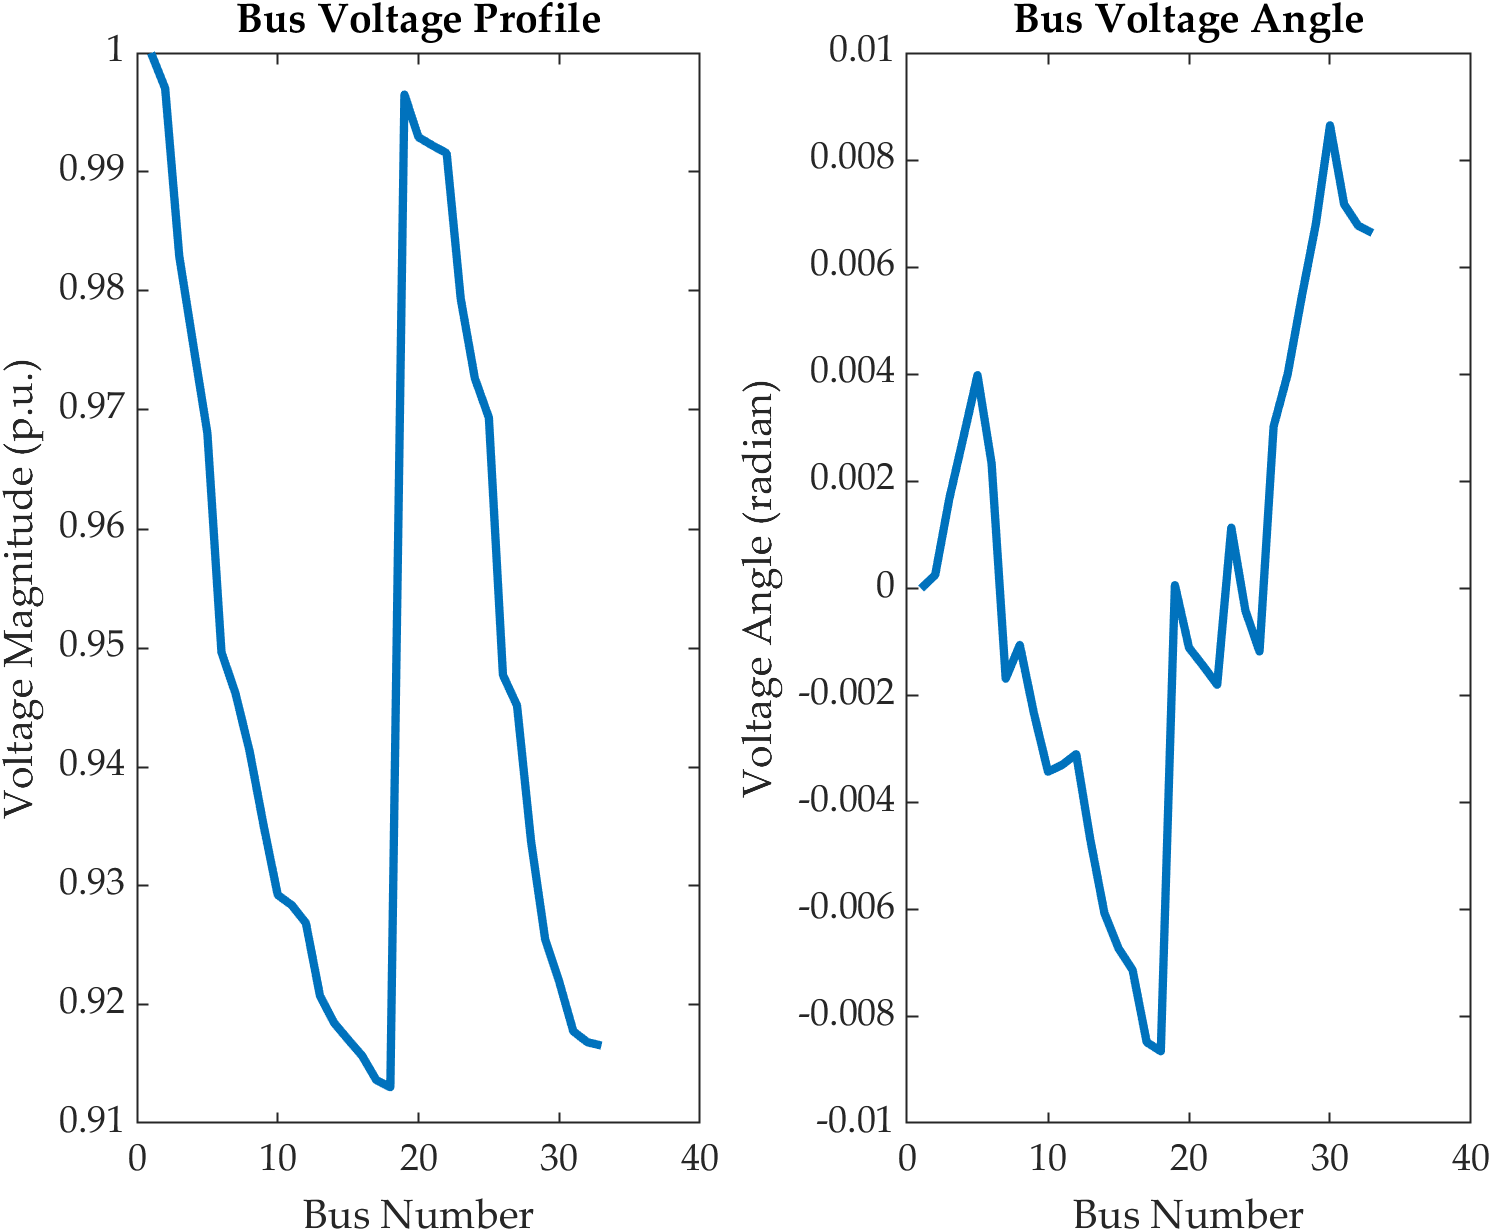 Bus Voltage Profile
1
0.99
0.98
0.97
0.96
0.95
0.94
0.93
0.92
0.91
Voltage Magnitude (p.u.)
0 10 20 30 40
Bus Number
Bus Voltage Angle
0.01
0.008
0.006
0.004
0.002
0
-0.002
-0.004
-0.006
-0.008
-0.01
Voltage Angle (radian)
0 10 20 30 40
Bus Number